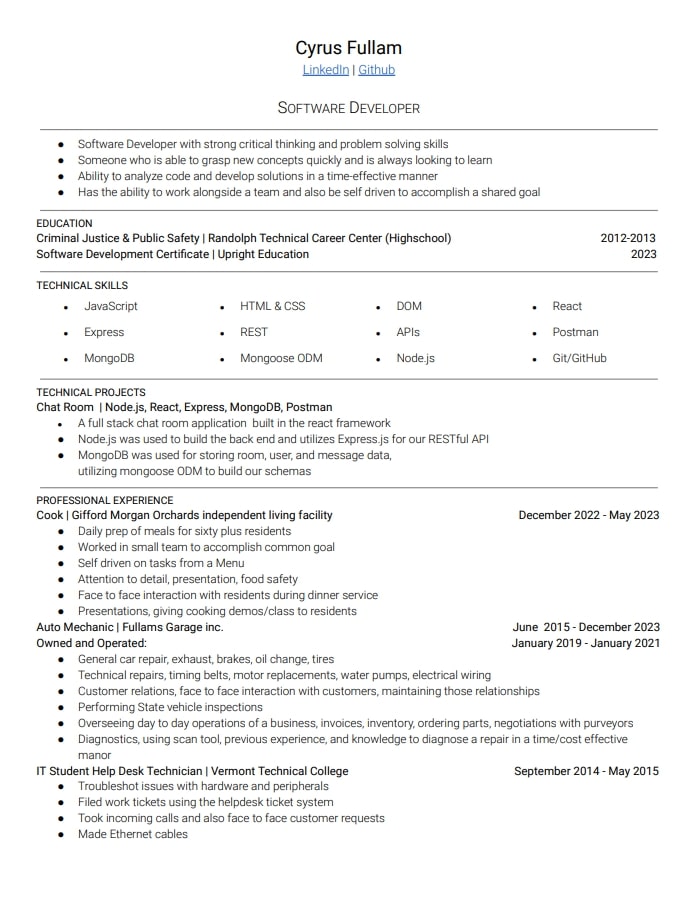 Cyrus Fullam
LinkedIn | Github
Software Developer
● Software Developer with strong critical thinking and problem solving skills
● Someone who is able to grasp new concepts quickly and is always looking to learn
● Ability to analyze code and develop solutions in a time-effective manner
● Has the ability to work alongside a team and also be self driven to accomplish a shared goal
EDUCATION
Criminal Justice & Public Safety | Randolph Technical Career Center (Highschool) 2012-2013
Software Development Certificate | Upright Education 2023
TECHNICAL SKILLS
● JavaScript ● HTML & CSS ● DOM ● React
● Express ● REST ● APIs ● Postman
● MongoDB ● Mongoose ODM ● Node.js ● Git/GitHub
TECHNICAL PROJECTS
Chat Room | Node.js, React, Express, MongoDB, Postman
● A full stack chat room application built in the react framework
● Node.js was used to build the back end and utilizes Express.js for our RESTful API
● MongoDB was used for storing room, user, and message data,
utilizing mongoose ODM to build our schemas
PROFESSIONAL EXPERIENCE
Cook | Gifford Morgan Orchards independent living facility December 2022 - May 2023
● Daily prep of meals for sixty plus residents
● Worked in small team to accomplish common goal
● Self driven on tasks from a Menu
● Attention to detail, presentation, food safety
● Face to face interaction with residents during dinner service
● Presentations, giving cooking demos/class to residents
Auto Mechanic | Fullams Garage inc. June 2015 - December 2023
Owned and Operated: January 2019 - January 2021
● General car repair, exhaust, brakes, oil change, tires
● Technical repairs, timing belts, motor replacements, water pumps, electrical wiring
● Customer relations, face to face interaction with customers, maintaining those relationships
● Performing State vehicle inspections
● Overseeing day to day operations of a business, invoices, inventory, ordering parts, negotiations with purveyors
● Diagnostics, using scan tool, previous experience, and knowledge to diagnose a repair in a time/cost effective
manor
IT Student Help Desk Technician | Vermont Technical College September 2014 - May 2015
● Troubleshot issues with hardware and peripherals
● Filed work tickets using the helpdesk ticket system
● Took incoming calls and also face to face customer requests
● Made Ethernet cables